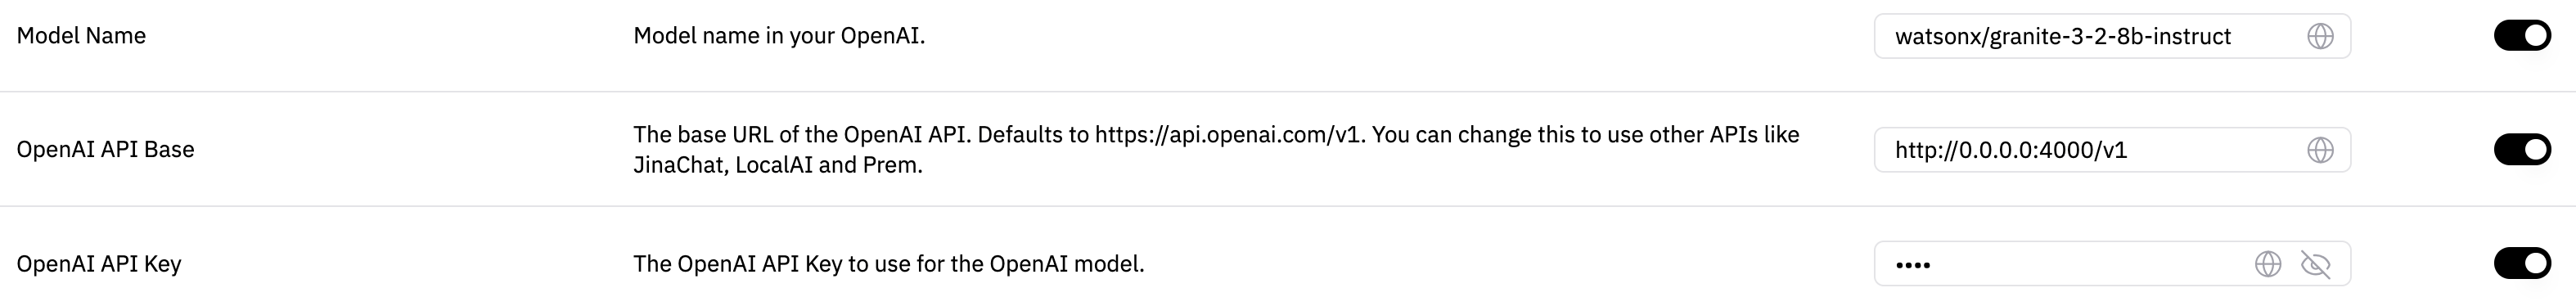 Model Name
Model name in your OpenAI.
watsonx/granite-3-2-8b-instruct
OpenAI API Base
The base URL of the OpenAI API. Defaults to https://api.openai.com/v1. You can change this to use other APIs like
JinaChat, LocalAI and Prem.
http://0.0.0.0:4000/v1
OpenAI API Key
The OpenAI API Key to use for the OpenAI model.
••••